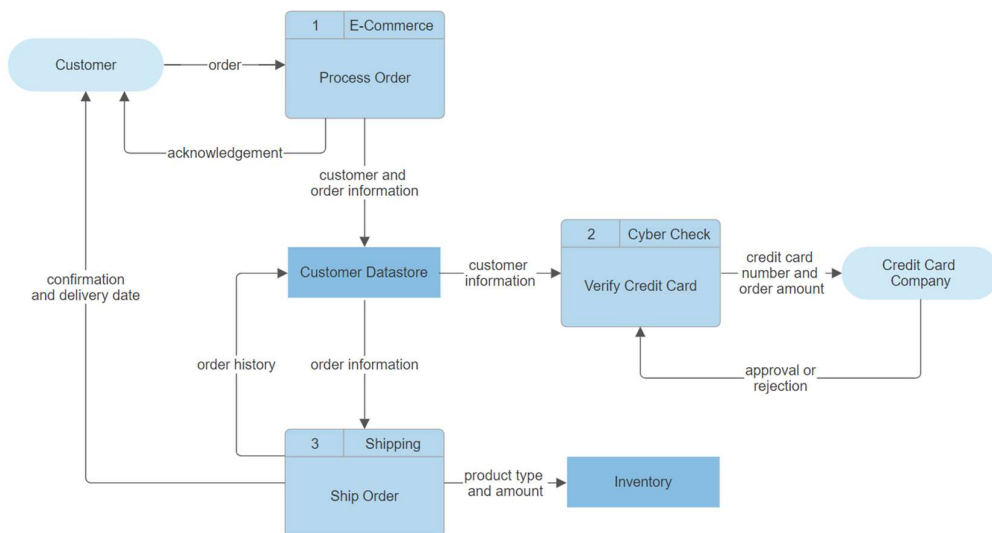 1
E-Commerce
Customer
order
Process Order
acknowledgement
customer and
order information
2
Cyber Check
confirmation
and delivery date
Customer Datastore
customer
information
Verify Credit Card
credit card
number and
order amount
Credit Card
Company
order history
order information
approval or
rejection
3
Shipping
Ship Order
product type
and amount
Inventory